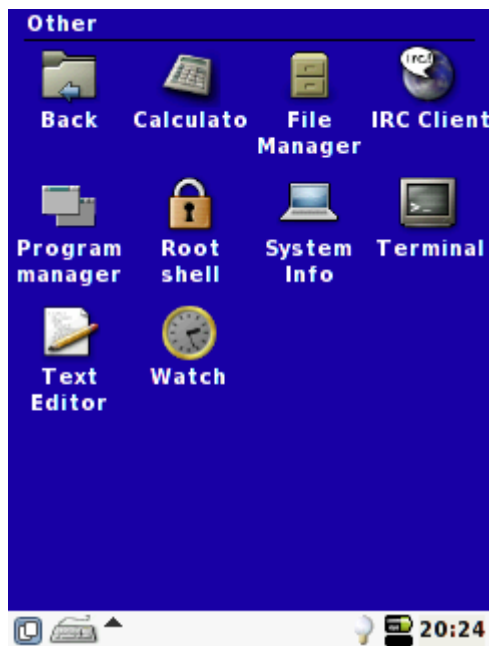 Other
Back Calculato File Manager IRC Client
Program manager Root shell System Info Terminal
Text Editor Watch
20:24